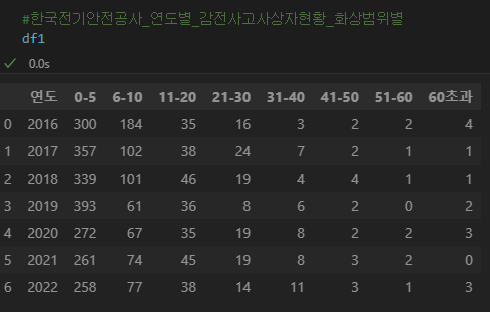 #한국전기안전공사_연도별_감전사고사상자현황_화상범위별
df1
0.0s
연도 0-5 6-10 11-20 21-30 31-40 41-50 51-60 60초과
0 2016 300 184 35 16 3 2 2 4
1 2017 357 102 38 24 7 2 1 1
2 2018 339 101 46 19 4 4 1 1
3 2019 393 61 36 8 6 2 0 2
4 2020 272 67 35 19 8 2 2 3
5 2021 261 74 45 19 8 3 2 0
6 2022 258 77 38 14 11 3 1 3